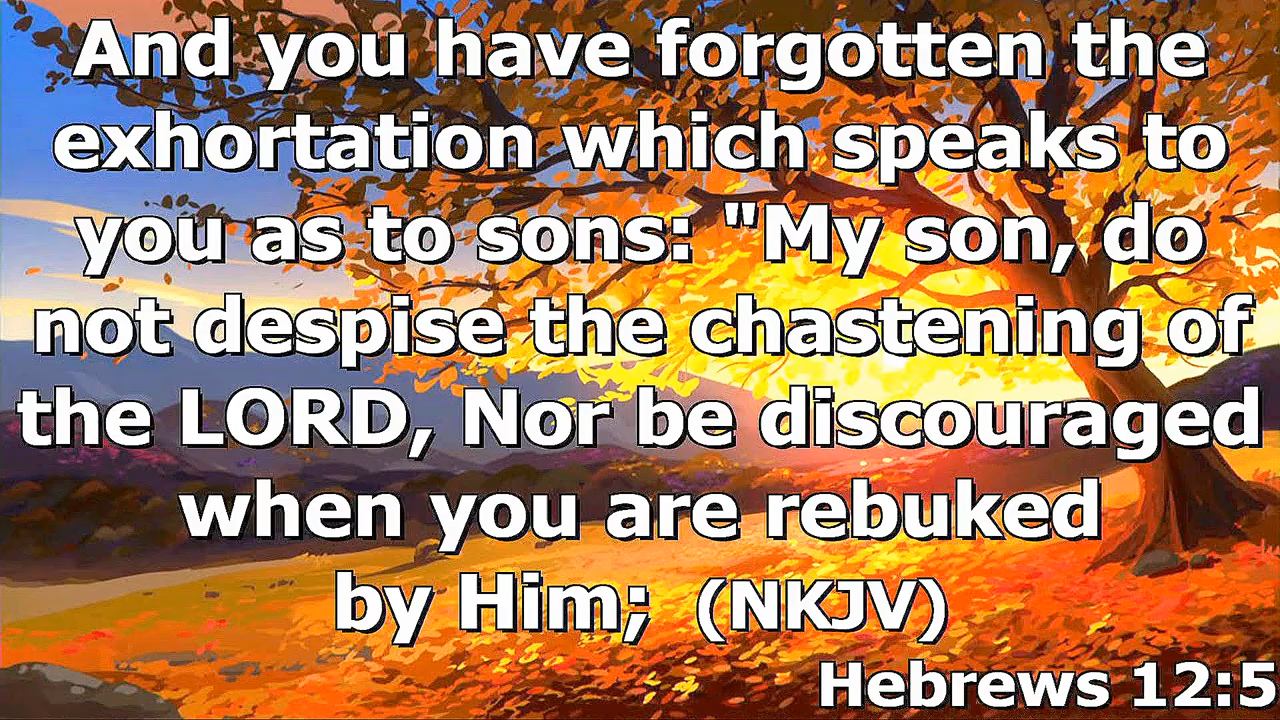 And you have forgotten the
exhortation which speaks to
you as to sons: "My son, do
not despise the chastening of
the LORD, Nor be discouraged
when you are rebuked
by Him; (NKJV)
Hebrews 12:5